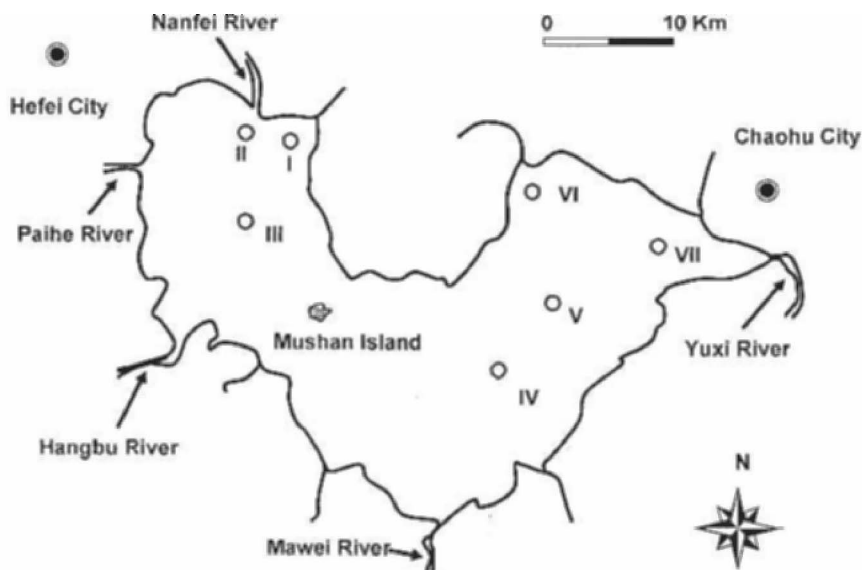 Nanfei River
0 10 Km
Hefei City
Chaohu City
II
I
VI
Paihe River
III
VII
Mushan Island
V
Yuxi River
IV
Hangbu River
N
Mawei River